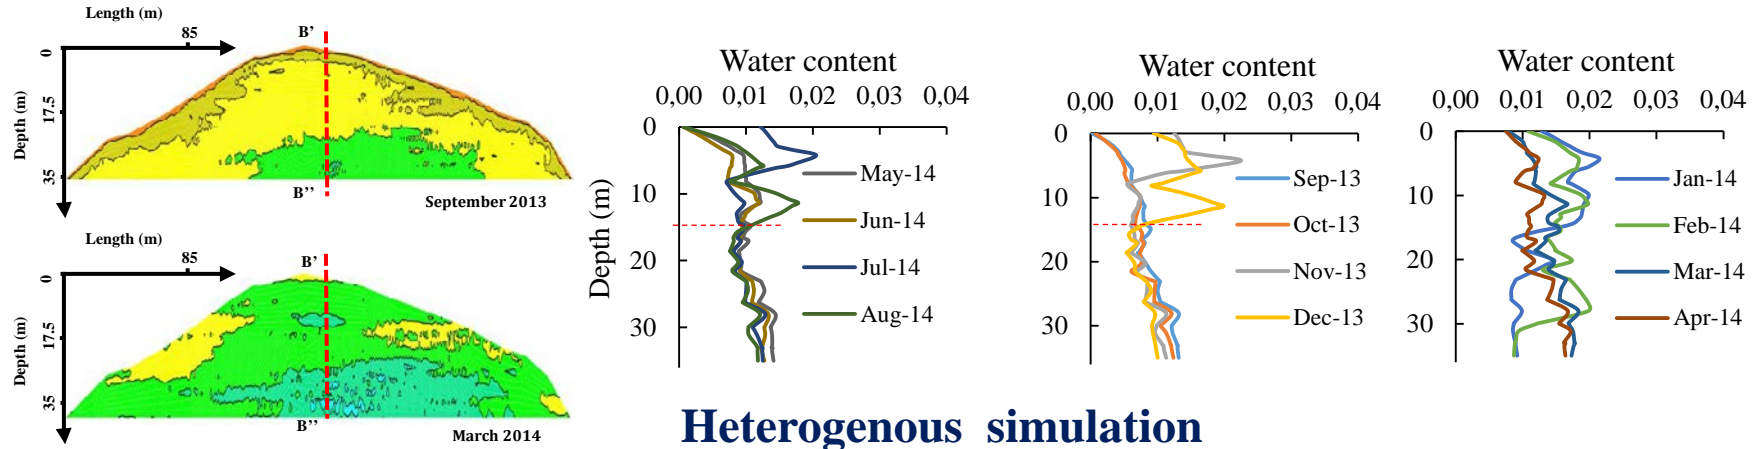 Length (m)
85
B’
0
17.5
35
Depth (m)
B’’
September 2013
Length (m)
85
B’
0
17.5
35
Depth (m)
B’’
March 2014
Water content
0,00 0,01 0,02 0,03 0,04
0
10
20
30
Depth (m)
May-14
Jun-14
Jul-14
Aug-14
Water content
0,00 0,01 0,02 0,03 0,04
0
10
20
30
Sep-13
Oct-13
Nov-13
Dec-13
Water content
0,00 0,01 0,02 0,03 0,04
0
10
20
30
Jan-14
Feb-14
Mar-14
Apr-14
Heterogenous simulation